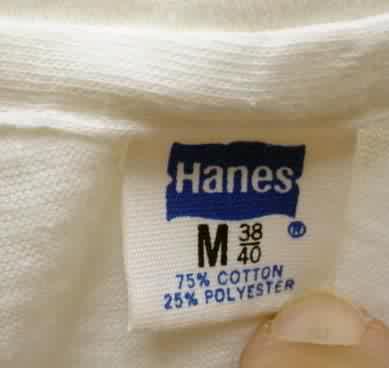 Hanes
M 38/40 ®
75% COTTON
25% POLYESTER